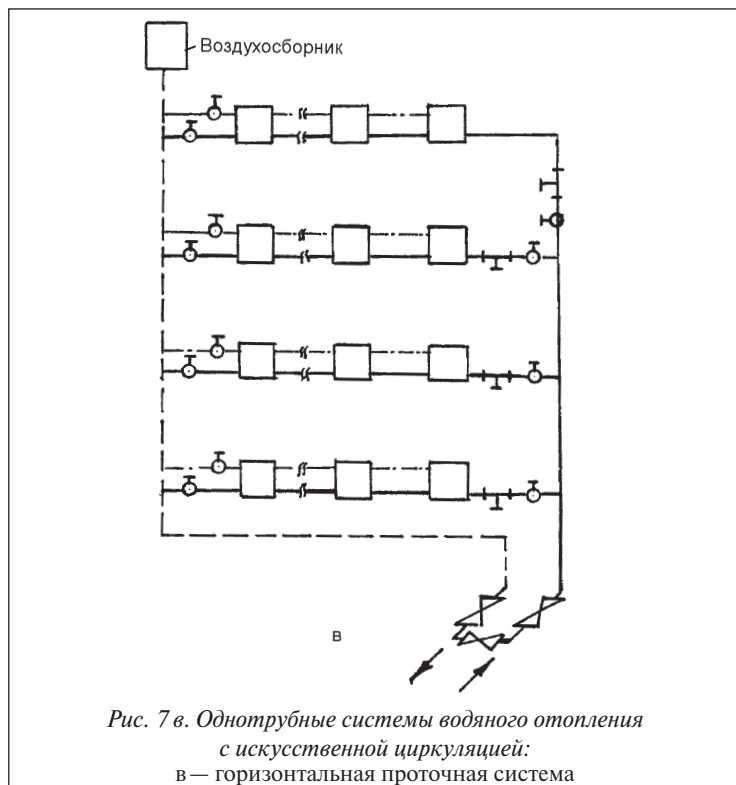 Воздухосборник
в
Рис. 7 в. Однотрубные системы водяного отопления
с искусственной циркуляцией:
в — горизонтальная проточная система